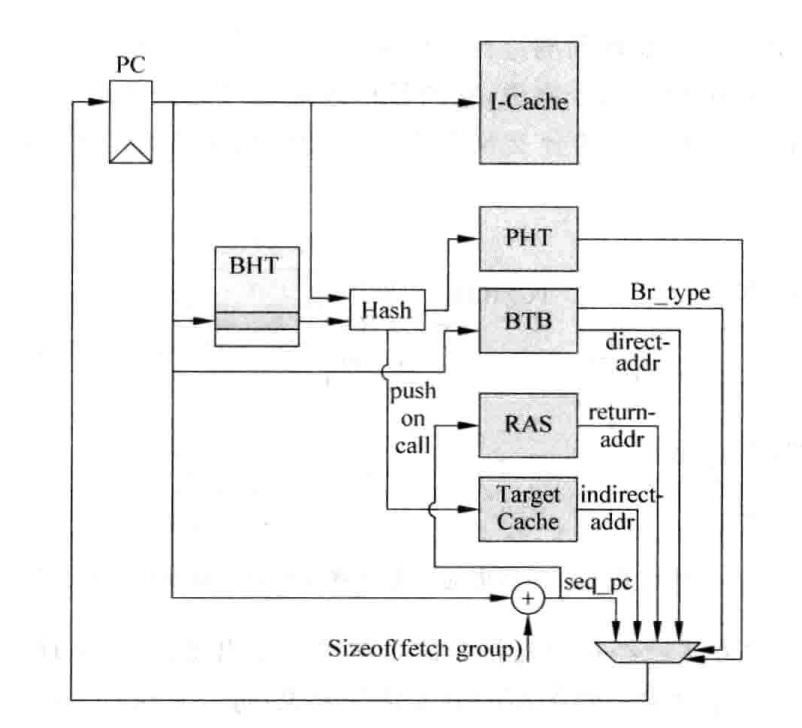 PC
I-Cache
BHT
PHT
Hash
Br_type
BTB
direct-
addr
push
on
call
RAS
return-
addr
Target
Cache
indirect-
addr
seq_pc
+
Sizeof(fetch group)